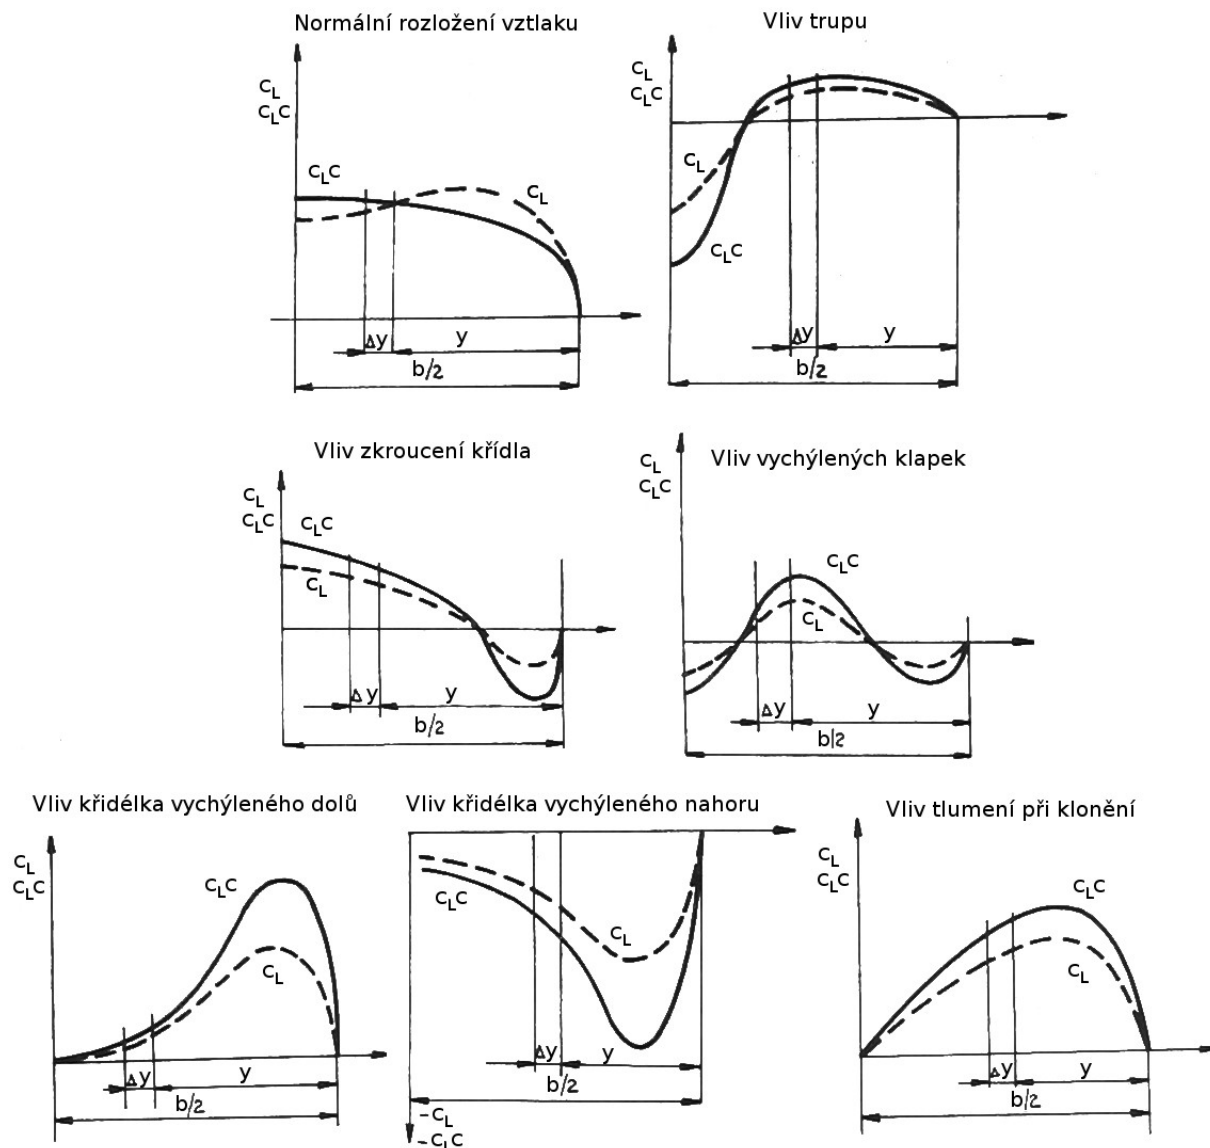 Normální rozložení vztlaku
C_L
C_LC
C_LC
C_L
Δy
y
b/2
Vliv trupu
C_L
C_LC
C_L
C_LC
Δy
y
b/2
Vliv zkroucení křídla
C_L
C_LC
C_LC
C_L
Δy
y
b/2
Vliv vychýlených klapek
C_L
C_LC
C_LC
C_L
Δy
y
b/2
Vliv křidélka vychýleného dolů
C_L
C_LC
C_LC
C_L
Δy
y
b/2
Vliv křidélka vychýleného nahoru
C_LC
C_L
Δy
y
b/2
-C_L
-C_LC
Vliv tlumení při klonění
C_L
C_LC
C_LC
C_L
Δy
y
b/2